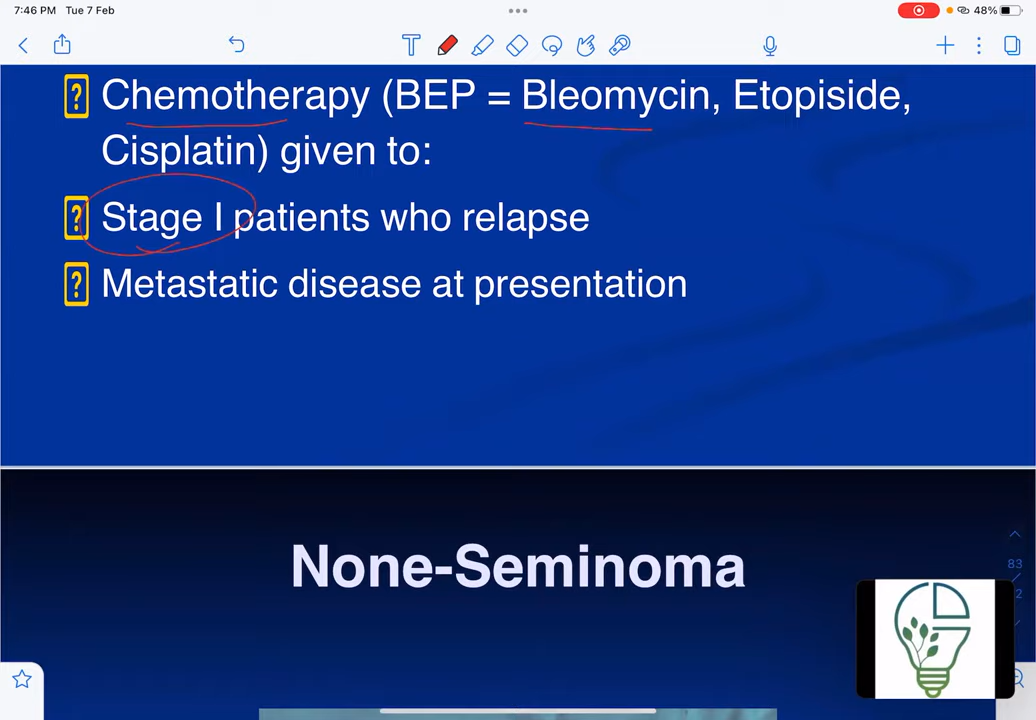 7:46 PM Tue 7 Feb
48%
Chemotherapy (BEP = Bleomycin, Etopiside,
Cisplatin) given to:
Stage I patients who relapse
Metastatic disease at presentation
None-Seminoma
83